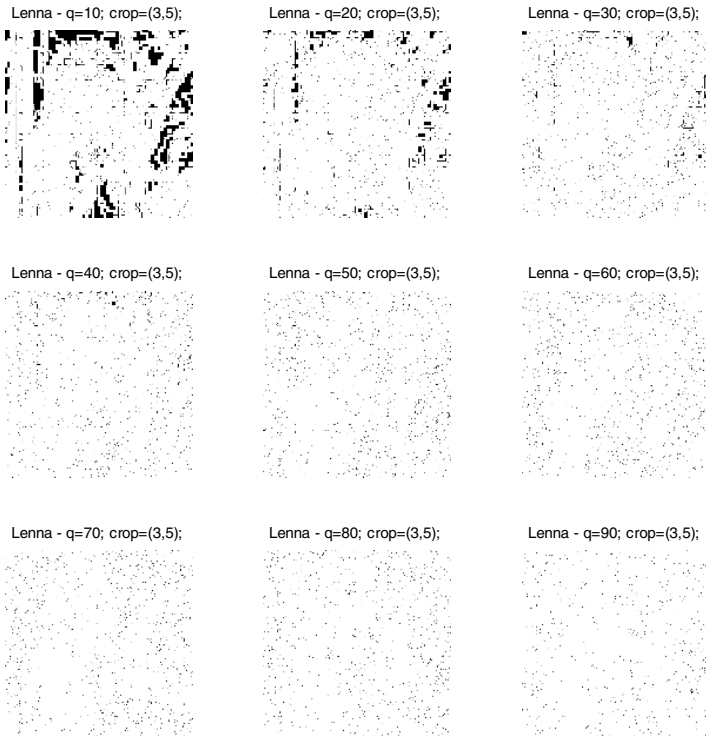 Lenna - q=10; crop=(3,5);
Lenna - q=20; crop=(3,5);
Lenna - q=30; crop=(3,5);
Lenna - q=40; crop=(3,5);
Lenna - q=50; crop=(3,5);
Lenna - q=60; crop=(3,5);
Lenna - q=70; crop=(3,5);
Lenna - q=80; crop=(3,5);
Lenna - q=90; crop=(3,5);